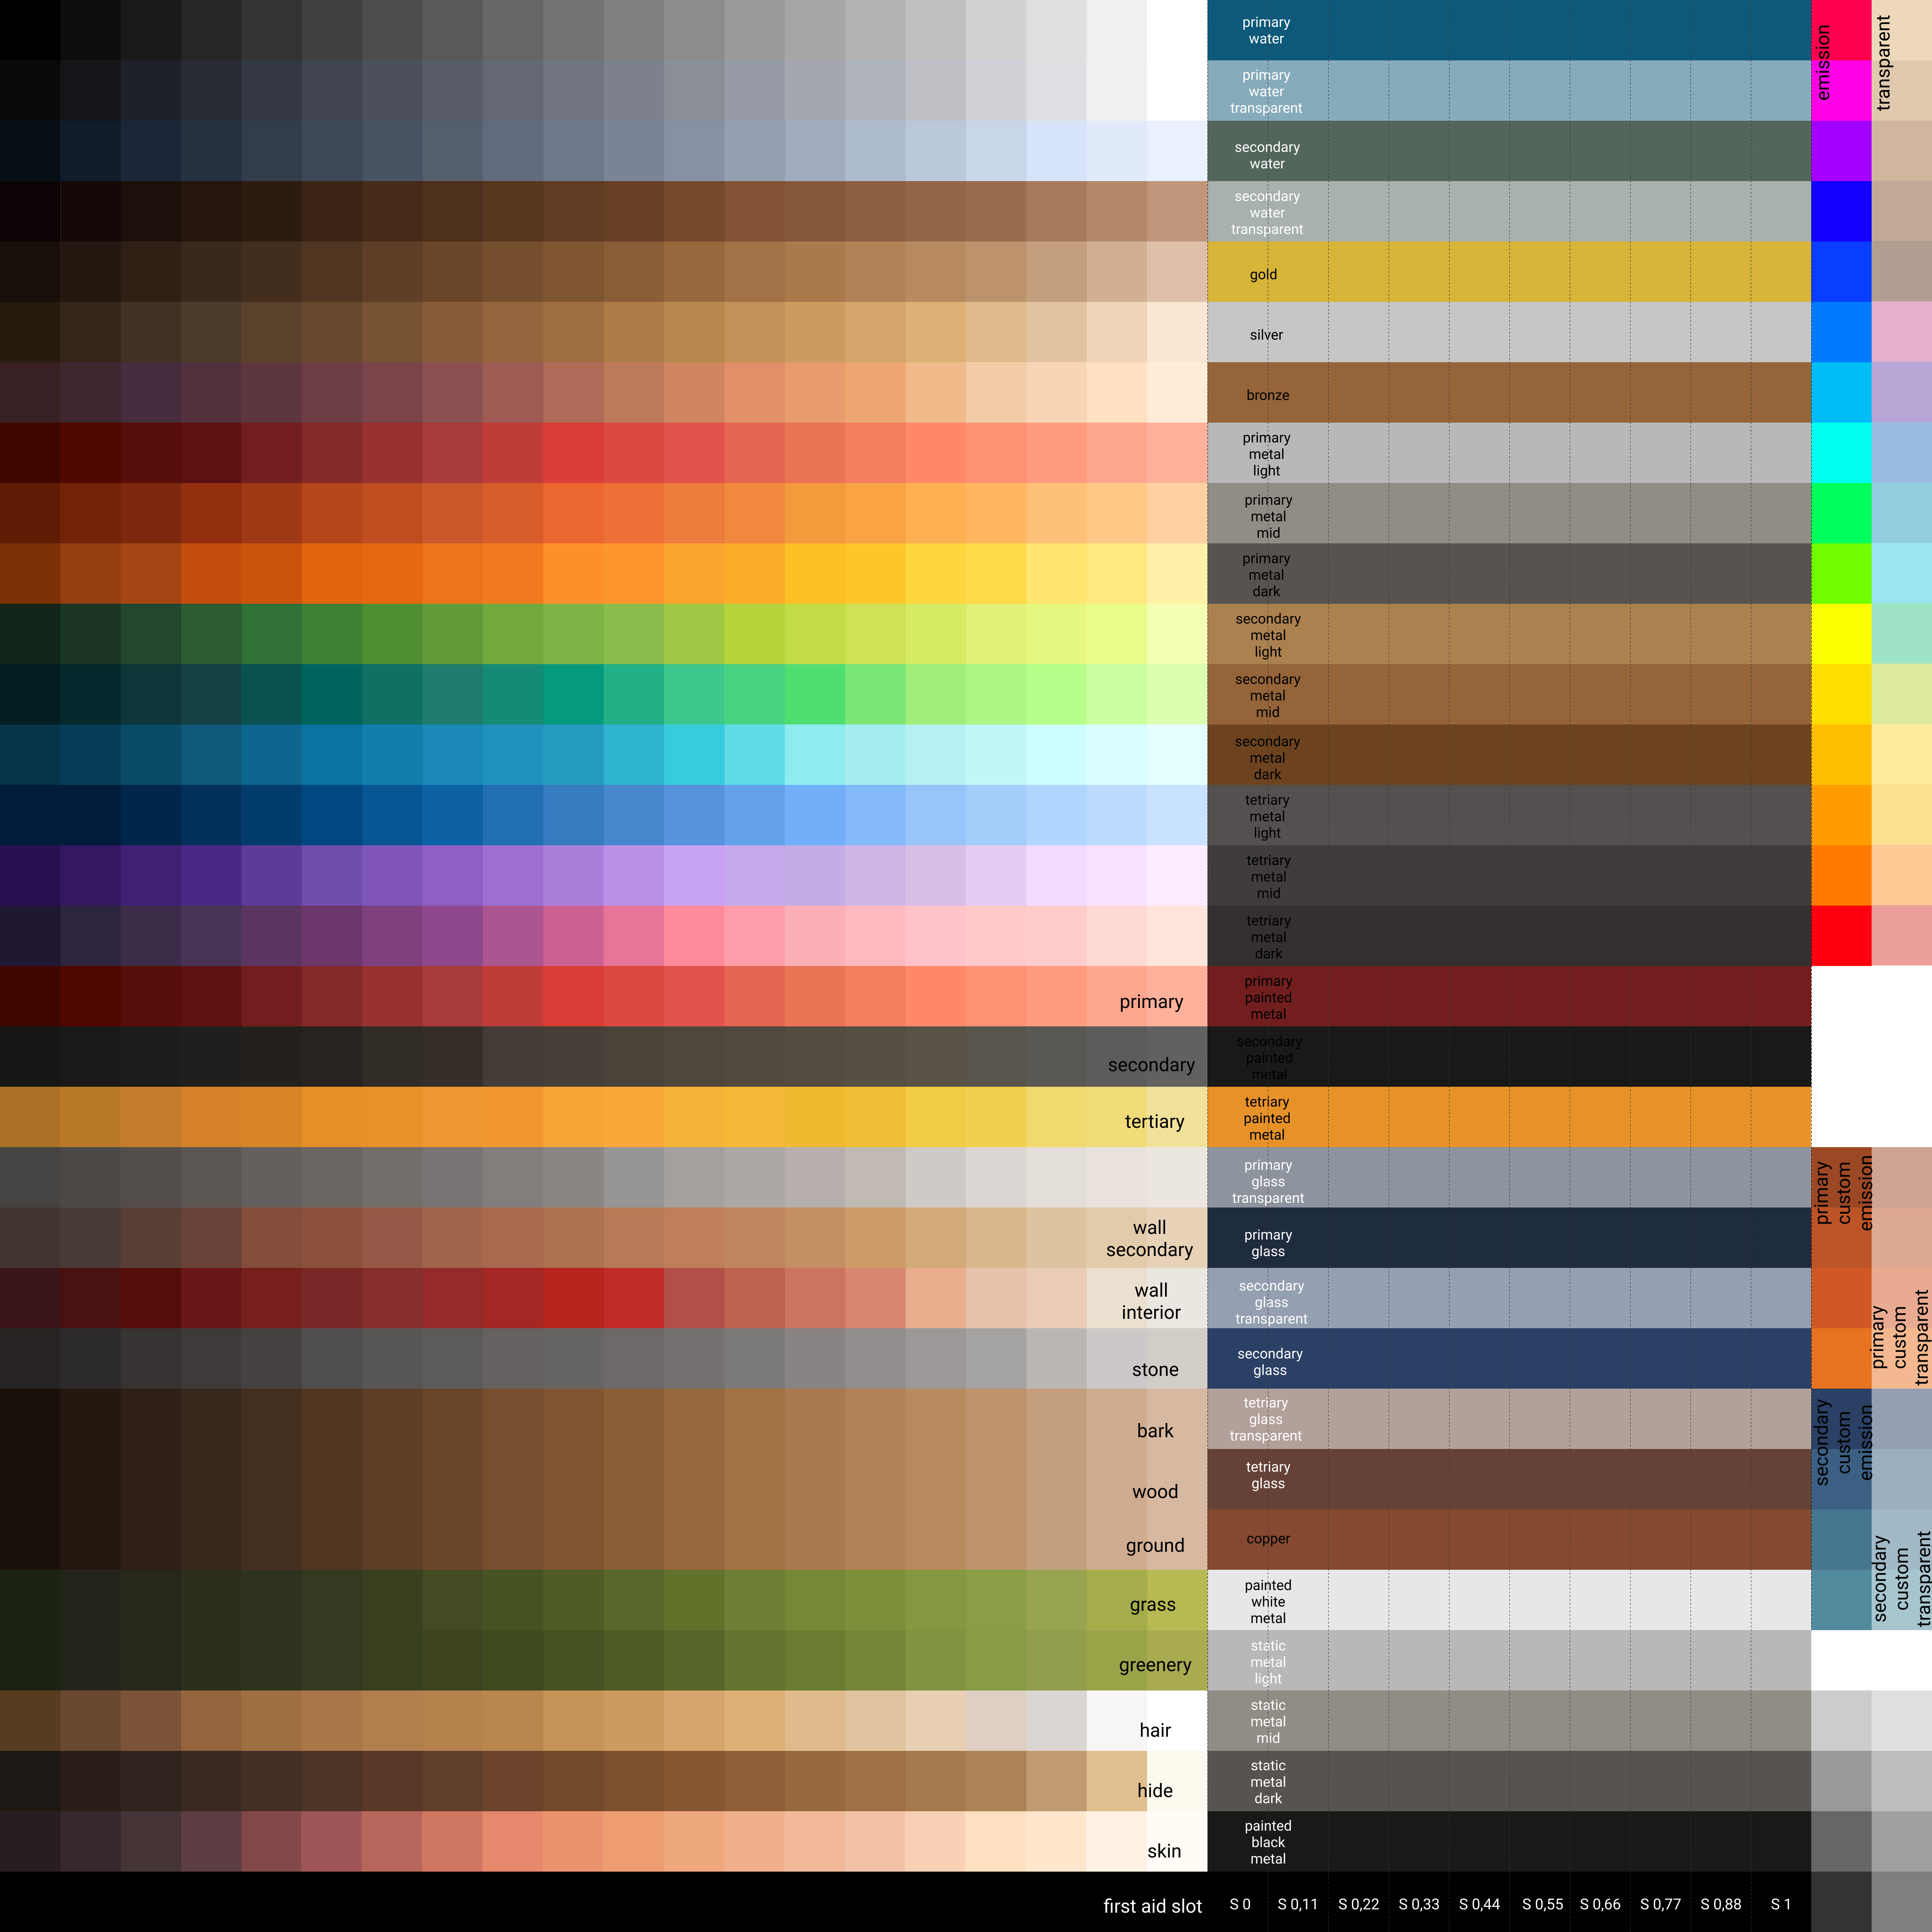 primary
water
primary
water
transparent
secondary
water
secondary
water
transparent
gold
silver
bronze
primary
metal
light
primary
metal
mid
primary
metal
dark
secondary
metal
light
secondary
metal
mid
secondary
metal
dark
tetriary
metal
light
tetriary
metal
mid
tetriary
metal
dark
primary
primary
painted
metal
secondary
secondary
painted
metal
tertiary
tetriary
painted
metal
primary
glass
transparent
wall
secondary
primary
glass
wall
interior
secondary
glass
transparent
stone
secondary
glass
bark
tetriary
glass
transparent
wood
tetriary
glass
ground
copper
grass
painted
white
metal
greenery
static
metal
light
hair
static
metal
mid
hide
static
metal
dark
skin
painted
black
metal
first aid slot
S 0
S 0,11
S 0,22
S 0,33
S 0,44
S 0,55
S 0,66
S 0,77
S 0,88
S 1
emission
transparent
primary
custom
emission
primary
custom
transparent
secondary
custom
emission
secondary
custom
transparent